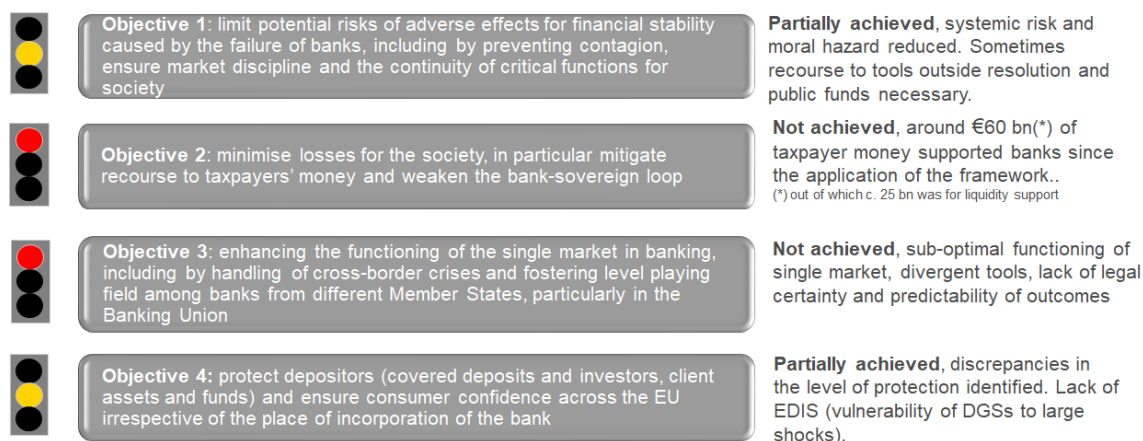 Objective 1: limit potential risks of adverse effects for financial stability
caused by the failure of banks, including by preventing contagion,
ensure market discipline and the continuity of critical functions for
society
Partially achieved, systemic risk and
moral hazard reduced. Sometimes
recourse to tools outside resolution and
public funds necessary.
Objective 2: minimise losses for the society, in particular mitigate
recourse to taxpayers' money and weaken the bank-sovereign loop
Not achieved, around €60 bn(*) of
taxpayer money supported banks since
the application of the framework..
(*) out of which c. 25 bn was for liquidity support
Objective 3: enhancing the functioning of the single market in banking,
including by handling of cross-border crises and fostering level playing
field among banks from different Member States, particularly in the
Banking Union
Not achieved, sub-optimal functioning of
single market, divergent tools, lack of legal
certainty and predictability of outcomes
Objective 4: protect depositors (covered deposits and investors, client
assets and funds) and ensure consumer confidence across the EU
irrespective of the place of incorporation of the bank
Partially achieved, discrepancies in
the level of protection identified. Lack of
EDIS (vulnerability of DGSs to large
shocks).